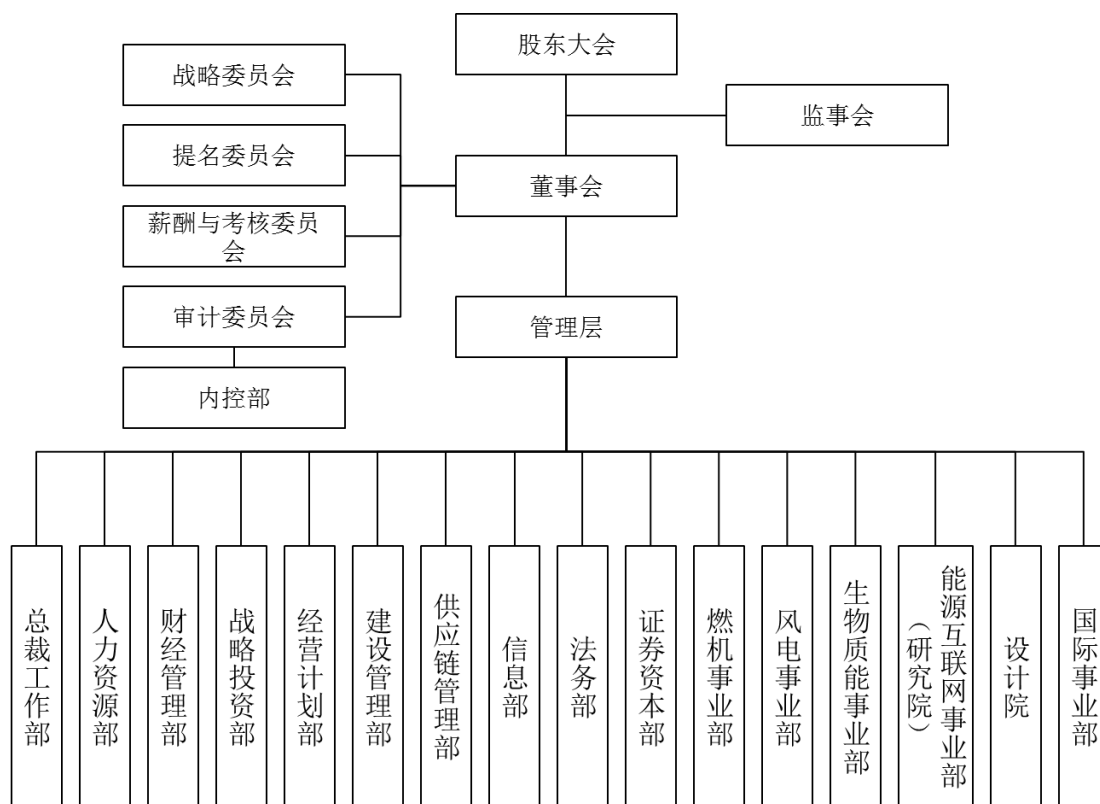 股东大会
战略委员会
监事会
提名委员会
董事会
薪酬与考核委员
会
审计委员会
管理层
内控部
总裁工作部
人力资源部
财经管理部
战略投资部
经营计划部
建设管理部
供应链管理部
信息部
法务部
证券资本部
燃机事业部
风电事业部
生物质能事业部
能源互联网事业部
（研究院）
设计院
国际事业部